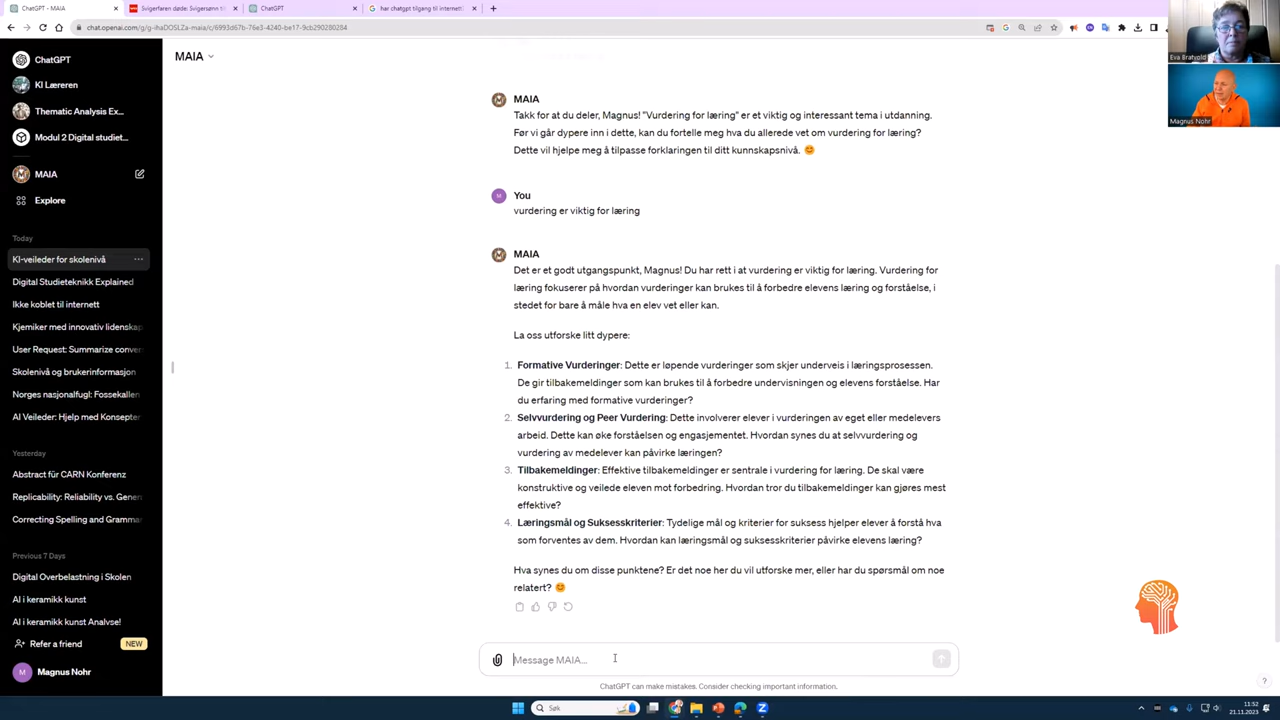 ChatGPT - MAIA
Svigerfaren døde: Svigersønn til
ChatGPT
har chatgpt tilgang til internett!
chat.openai.com/g/g-ihaDOSLZa-maia/c/6993d67b-76e3-4240-be17-9cb290280284
Eva Bratvold
Magnus Nohr
ChatGPT
KI Læreren
Thematic Analysis Ex...
Modul 2 Digital studiet...
MAIA
Explore
Today
KI-veileder for skolenivå
Digital Studieteknikk Explained
Ikke koblet til internett
Kjemiker med innovativ lidenskap
User Request: Summarize conver
Skolenivå og brukerinformasjon
Norges nasjonalfugl: Fossekallen
AI Veileder: Hjelp med Konsepter
Yesterday
Abstract für CARN Konferenz
Replicability: Reliability vs. Gener
Correcting Spelling and Grammar
Previous 7 Days
Digital Overbelastning i Skolen
AI i keramikk kunst
AI i keramikk kunst Analvse!
Refer a friend
NEW
Magnus Nohr
MAIA
MAIA
Takk for at du deler, Magnus! "Vurdering for læring" er et viktig og interessant tema i utdanning.
Før vi går dypere inn i dette, kan du fortelle meg hva du allerede vet om vurdering for læring?
Dette vil hjelpe meg å tilpasse forklaringen til ditt kunnskapsnivå. 😊
M
You
vurdering er viktig for læring
MAIA
Det er et godt utgangspunkt, Magnus! Du har rett i at vurdering er viktig for læring. Vurdering for
læring fokuserer på hvordan vurderinger kan brukes til å forbedre elevens læring og forståelse, i
stedet for bare å måle hva en elev vet eller kan.
La oss utforske litt dypere:
1. Formative Vurderinger: Dette er løpende vurderinger som skjer underveis i læringsprosessen.
De gir tilbakemeldinger som kan brukes til å forbedre undervisningen og elevens forståelse. Har
du erfaring med formative vurderinger?
2. Selvvurdering og Peer Vurdering: Dette involverer elever i vurderingen av eget eller medelevers
arbeid. Dette kan øke forståelsen og engasjementet. Hvordan synes du at selvvurdering og
vurdering av medelever kan påvirke læringen?
3. Tilbakemeldinger: Effektive tilbakemeldinger er sentrale i vurdering for læring. De skal være
konstruktive og veilede eleven mot forbedring. Hvordan tror du tilbakemeldinger kan gjøres mest
effektive?
4. Læringsmål og Suksesskriterier: Tydelige mål og kriterier for suksess hjelper elever å forstå hva
som forventes av dem. Hvordan kan læringsmål og suksesskriterier påvirke elevens læring?
Hva synes du om disse punktene? Er det noe her du vil utforske mer, eller har du spørsmål om noe
relatert? 😊
Message MAIA...
ChatGPT can make mistakes. Consider checking important information.
?
Søk
11:52
21.11.2023